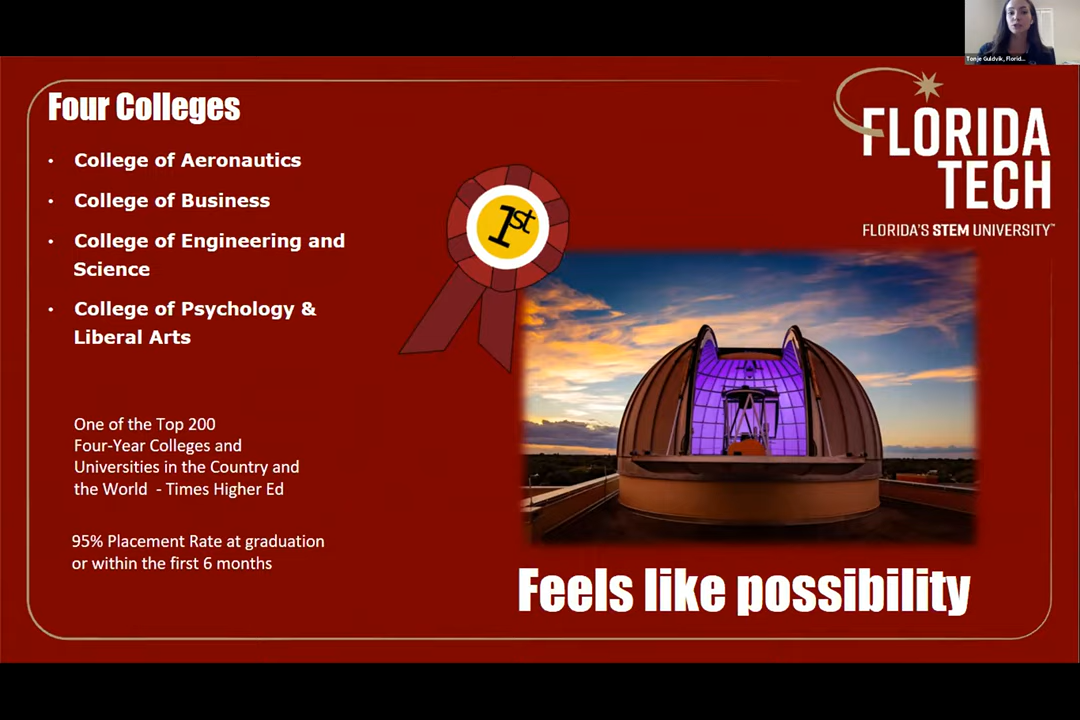 Tonje Guldvik, Florid...
Four Colleges
FLORIDA
TECH
FLORIDA'S STEM UNIVERSITY™
• College of Aeronautics
• College of Business
• College of Engineering and
Science
• College of Psychology &
Liberal Arts
1st
One of the Top 200
Four-Year Colleges and
Universities in the Country and
the World - Times Higher Ed
95% Placement Rate at graduation
or within the first 6 months
Feels like possibility